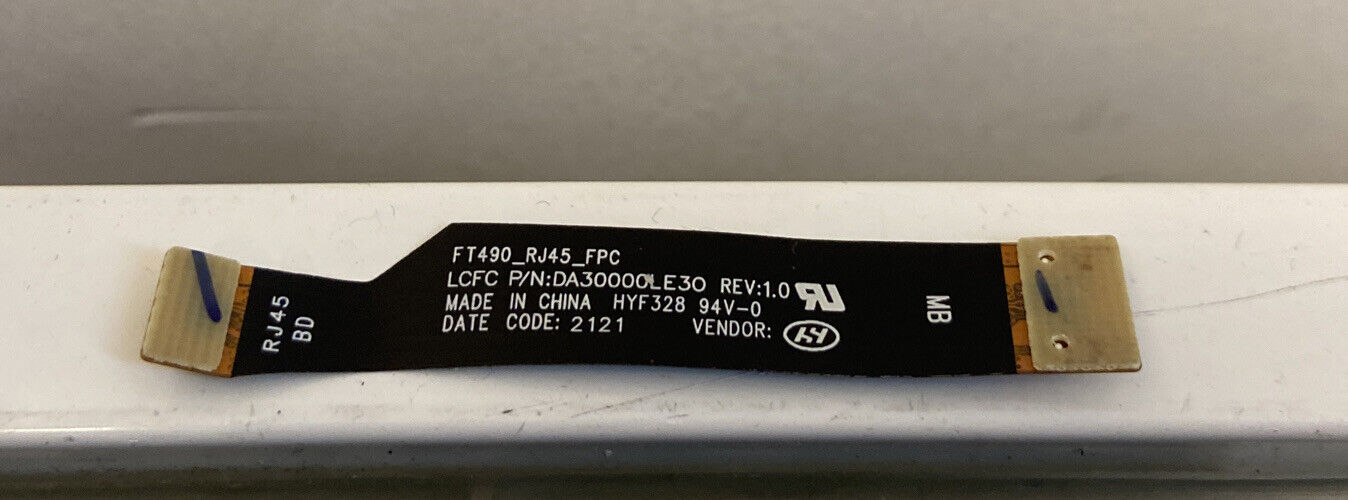 FT490_RJ45_FPC
LCFC P/N:DA30000LE30 REV:1.0
MADE IN CHINA HYF328 94V-0
DATE CODE: 2121 VENDOR: HY
RJ45
BD
MB